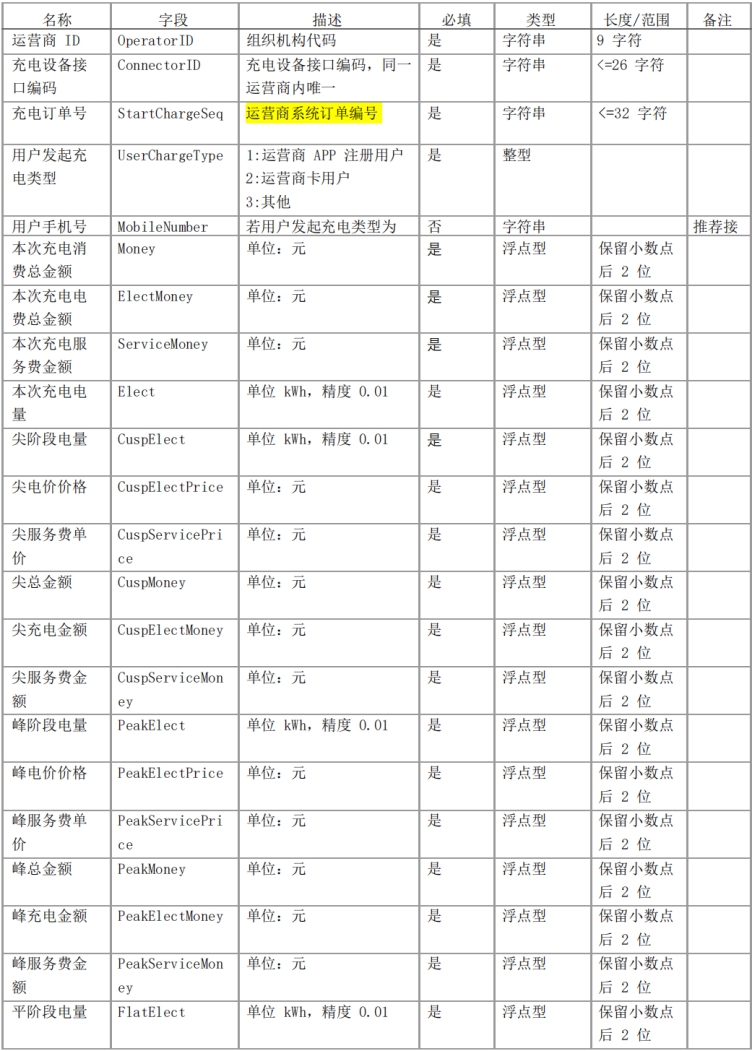 名称 字段 描述 必填 类型 长度/范围 备注
运营商 ID OperatorID 组织机构代码 是 字符串 9 字符
充电设备接 ConnectorID 充电设备接口编码, 同一 是 字符串 <=26 字符
口编码 运营商内唯一
充电订单号 StartChargeSeq 运营商系统订单编号 是 字符串 <=32 字符
用户发起充 UserChargeType 1:运营商 APP 注册用户 是 整型
电类型 2:运营商卡用户
3:其他
用户手机号 MobileNumber 若用户发起充电类型为 否 字符串 推荐接
本次充电消 Money 单位: 元 是 浮点型 保留小数点
费总金额 后 2 位
本次充电电 ElectMoney 单位: 元 是 浮点型 保留小数点
费总金额 后 2 位
本次充电服 ServiceMoney 单位: 元 是 浮点型 保留小数点
务费金额 后 2 位
本次充电电 Elect 单位 kWh, 精度 0.01 是 浮点型 保留小数点
量 后 2 位
尖阶段电量 CuspElect 单位 kWh, 精度 0.01 是 浮点型 保留小数点
后 2 位
尖电价价格 CuspElectPrice 单位: 元 是 浮点型 保留小数点
后 2 位
尖服务费单 CuspServicePri 单位: 元 是 浮点型 保留小数点
价 ce 后 2 位
尖总金额 CuspMoney 单位: 元 是 浮点型 保留小数点
后 2 位
尖充电金额 CuspElectMoney 单位: 元 是 浮点型 保留小数点
后 2 位
尖服务费金 CuspServiceMon 单位: 元 是 浮点型 保留小数点
额 ey 后 2 位
峰阶段电量 PeakElect 单位 kWh, 精度 0.01 是 浮点型 保留小数点
后 2 位
峰电价价格 PeakElectPrice 单位: 元 是 浮点型 保留小数点
后 2 位
峰服务费单 PeakServicePri 单位: 元 是 浮点型 保留小数点
价 ce 后 2 位
峰总金额 PeakMoney 单位: 元 是 浮点型 保留小数点
后 2 位
峰充电金额 PeakElectMoney 单位: 元 是 浮点型 保留小数点
后 2 位
峰服务费金 PeakServiceMon 单位: 元 是 浮点型 保留小数点
额 ey 后 2 位
平阶段电量 FlatElect 单位 kWh, 精度 0.01 是 浮点型 保留小数点
后 2 位